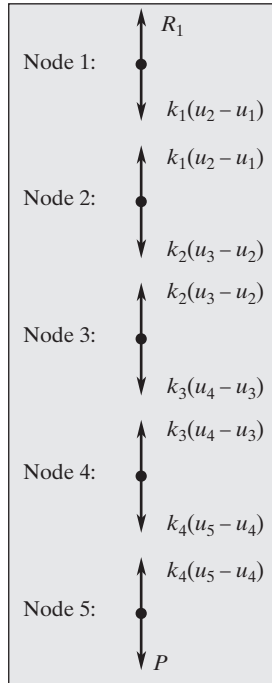 R₁
Node 1:
k₁(u₂ – u₁)
k₁(u₂ – u₁)
Node 2:
k₂(u₃ – u₂)
k₂(u₃ – u₂)
Node 3:
k₃(u₄ – u₃)
k₃(u₄ – u₃)
Node 4:
k₄(u₅ – u₄)
k₄(u₅ – u₄)
Node 5:
P